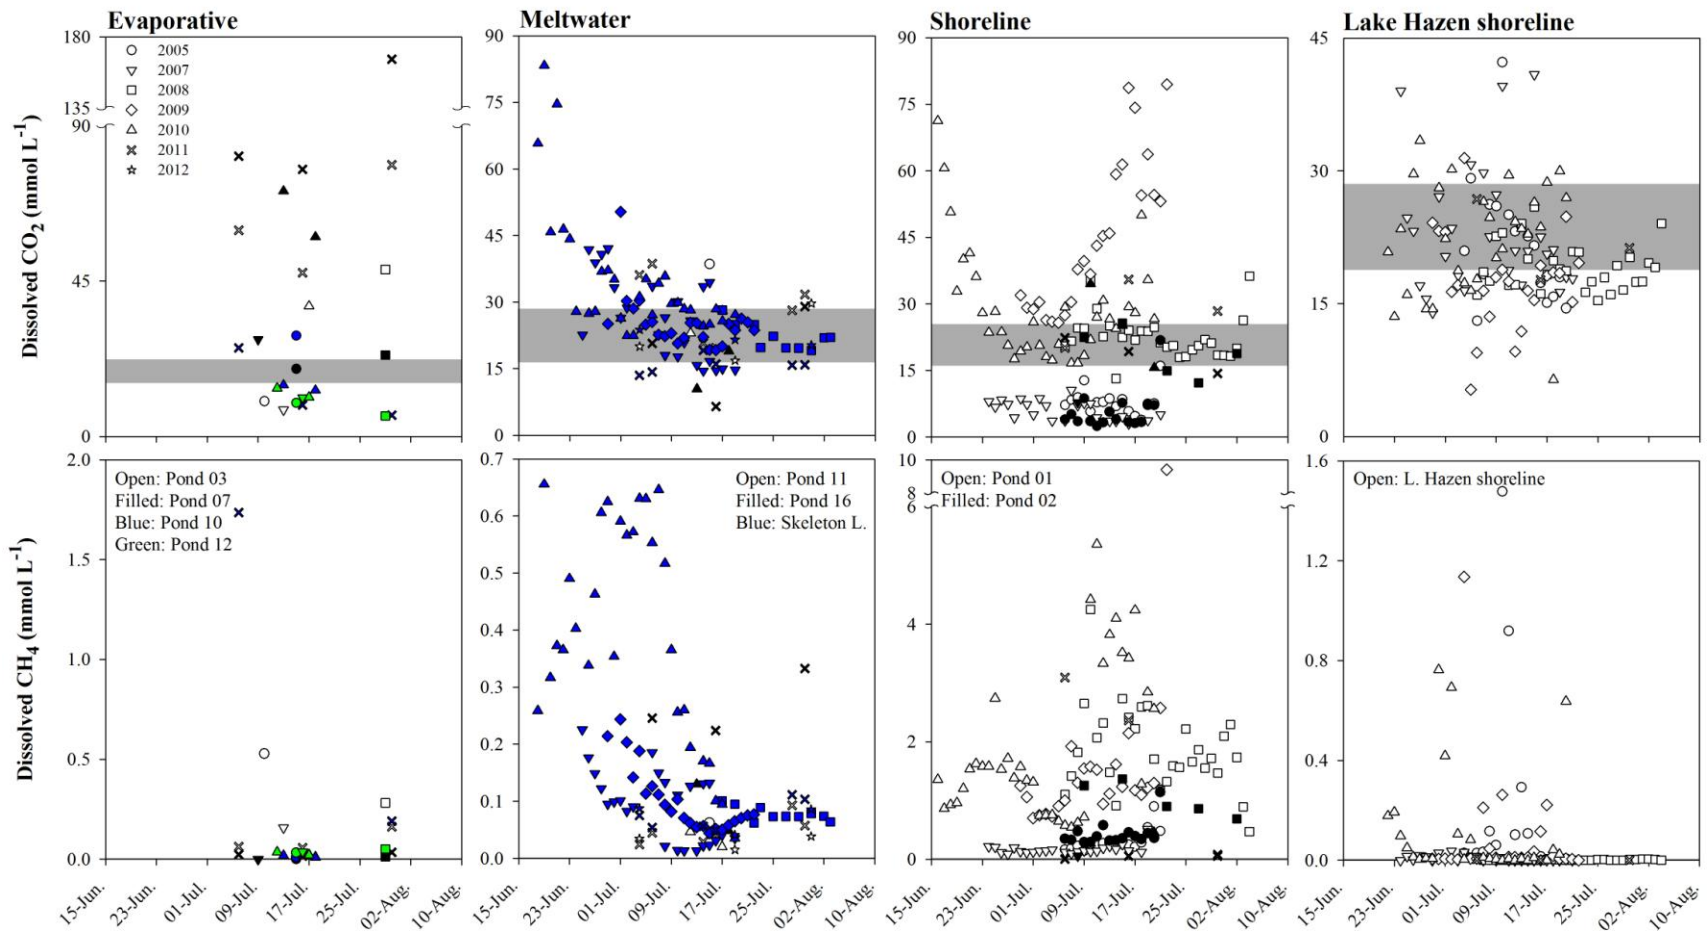 Evaporative
Meltwater
Shoreline
Lake Hazen shoreline
Dissolved CO2 (mmol L-1)
180
135
90
45
0
2005
2007
2008
2009
2010
2011
2012
90
75
60
45
30
15
0
90
75
60
45
30
15
0
45
30
15
0
Dissolved CH4 (mmol L-1)
2.0
1.5
1.0
0.5
0.0
Open: Pond 03
Filled: Pond 07
Blue: Pond 10
Green: Pond 12
0.7
0.6
0.5
0.4
0.3
0.2
0.1
0.0
Open: Pond 11
Filled: Pond 16
Blue: Skeleton L.
10
8
6
4
2
0
Open: Pond 01
Filled: Pond 02
1.6
1.2
0.8
0.4
0.0
Open: L. Hazen shoreline
15-Jun.
23-Jun.
01-Jul.
09-Jul.
17-Jul.
25-Jul.
02-Aug.
10-Aug.
15-Jun.
23-Jun.
01-Jul.
09-Jul.
17-Jul.
25-Jul.
02-Aug.
10-Aug.
15-Jun.
23-Jun.
01-Jul.
09-Jul.
17-Jul.
25-Jul.
02-Aug.
10-Aug.
15-Jun.
23-Jun.
01-Jul.
09-Jul.
17-Jul.
25-Jul.
02-Aug.
10-Aug.